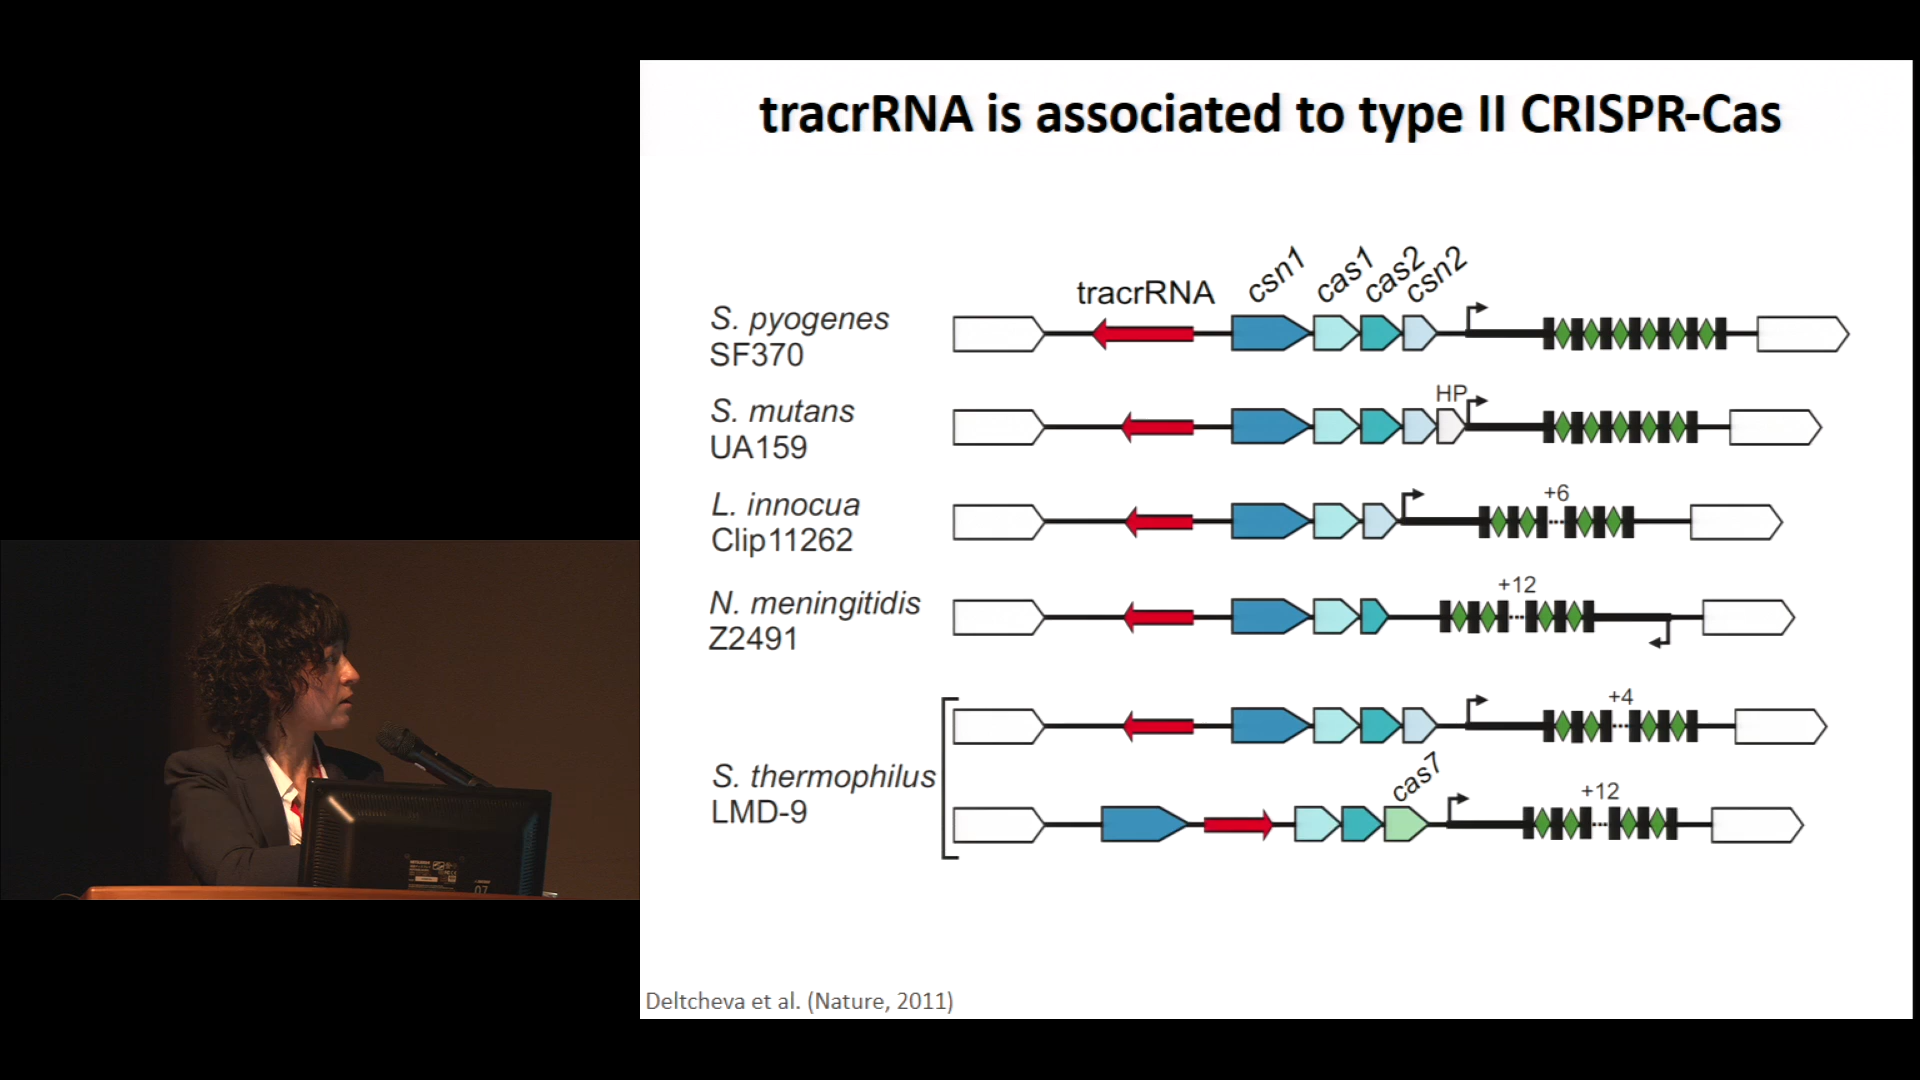 tracrRNA is associated to type II CRISPR-Cas
tracrRNA
csn1
cas1
cas2
csn2
S. pyogenes
SF370
HP
S. mutans
UA159
+6
L. innocua
Clip11262
+12
N. meningitidis
Z2491
+4
S. thermophilus
LMD-9
cas7
+12
Deltcheva et al. (Nature, 2011)
07